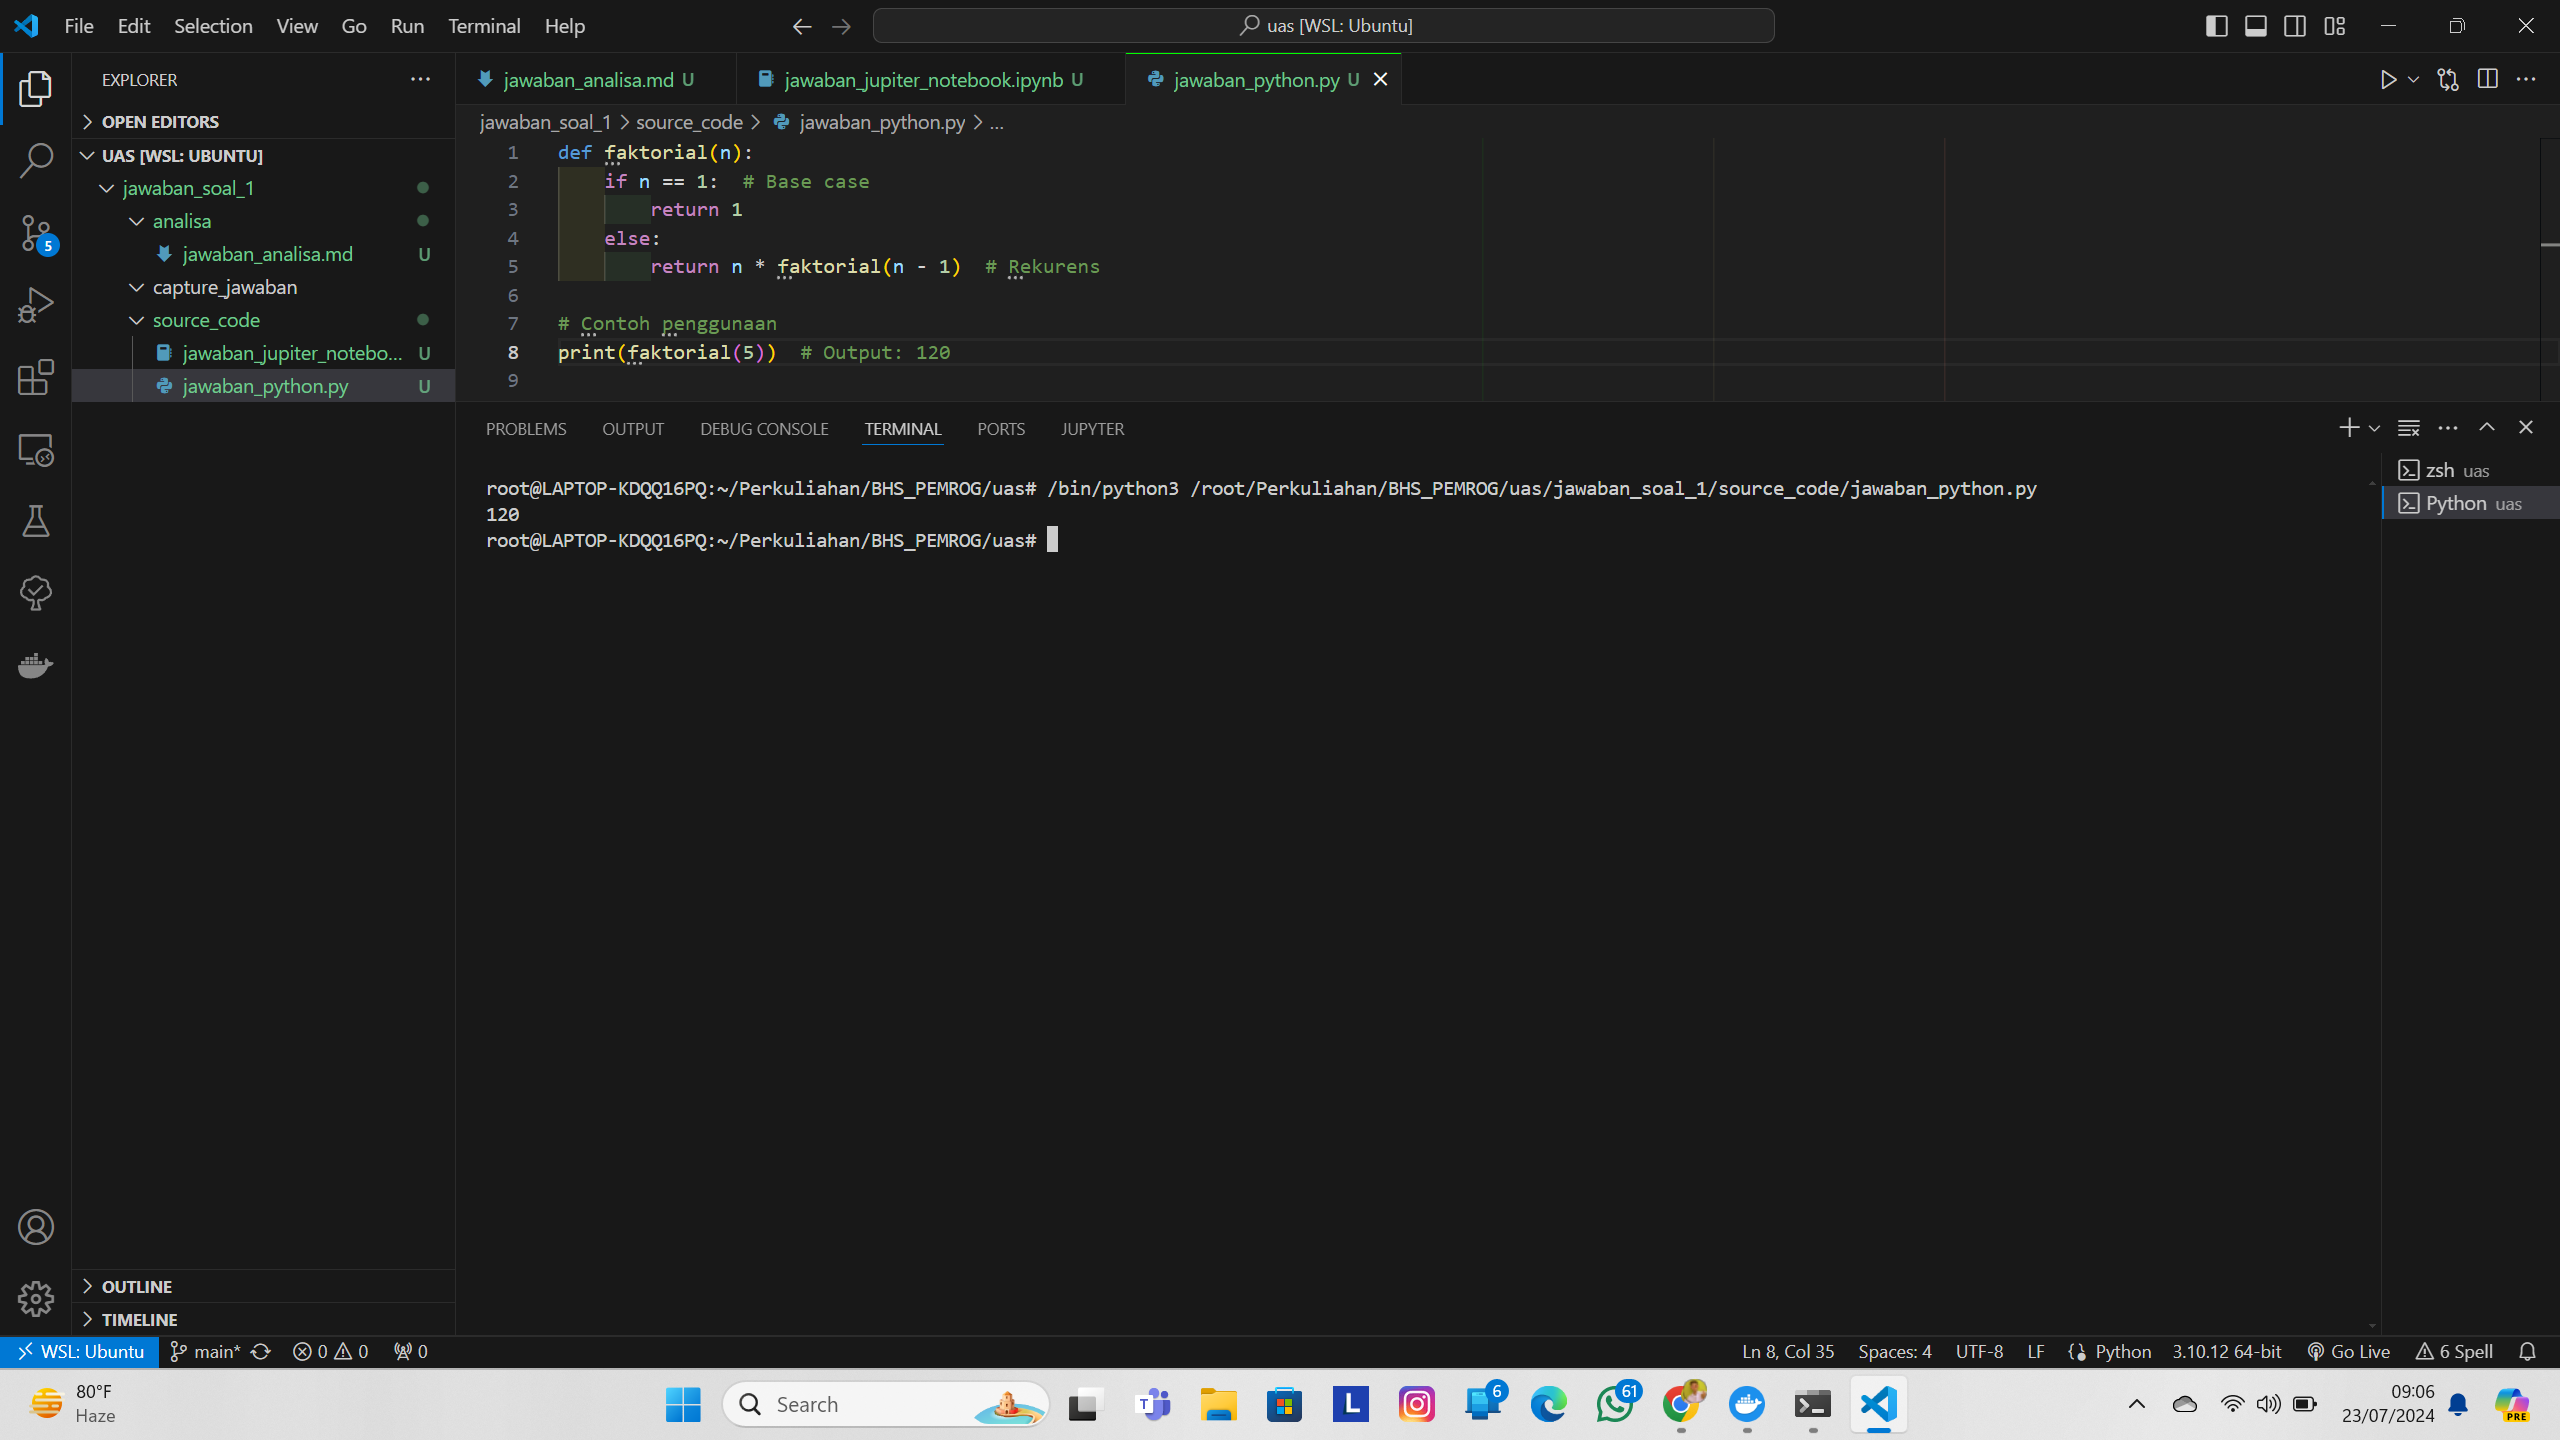 File Edit Selection View Go Run Terminal Help
uas [WSL: Ubuntu]
EXPLORER
OPEN EDITORS
UAS [WSL: UBUNTU]
jawaban_soal_1
analisa
jawaban_analisa.md U
capture_jawaban
source_code
jawaban_jupiter_notebo... U
jawaban_python.py U
OUTLINE
TIMELINE
5
jawaban_analisa.md U
jawaban_jupiter_notebook.ipynb U
jawaban_python.py U
jawaban_soal_1 > source_code > jawaban_python.py > ...
1 def faktorial(n):
2 if n == 1: # Base case
3 return 1
4 else:
5 return n * faktorial(n - 1) # Rekurens
6
7 # Contoh penggunaan
8 print(faktorial(5)) # Output: 120
9
PROBLEMS OUTPUT DEBUG CONSOLE TERMINAL PORTS JUPYTER
root@LAPTOP-KDQQ16PQ:~/Perkuliahan/BHS_PEMROG/uas# /bin/python3 /root/Perkuliahan/BHS_PEMROG/uas/jawaban_soal_1/source_code/jawaban_python.py
120
root@LAPTOP-KDQQ16PQ:~/Perkuliahan/BHS_PEMROG/uas#
zsh uas
Python uas
WSL: Ubuntu main* 0 0 0 Ln 8, Col 35 Spaces: 4 UTF-8 LF Python 3.10.12 64-bit Go Live 6 Spell
80°F
Haze
Search
T
L
6
61
09:06
23/07/2024
PRE